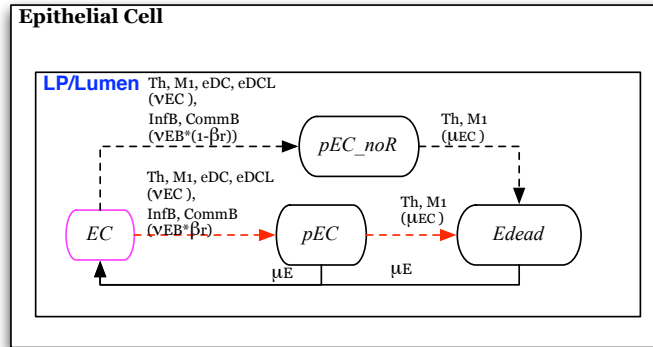 Epithelial Cell
LP/Lumen
Th, M1, eDC, eDCL
(νEC ),
InfB, CommB
(νEB*(1-βr))
Th, M1
(μEC)
pEC_noR
Th, M1, eDC, eDCL
(νEC ),
InfB, CommB
(νEB*βr)
Th, M1
(μEC)
EC
pEC
Edead
μE
μE